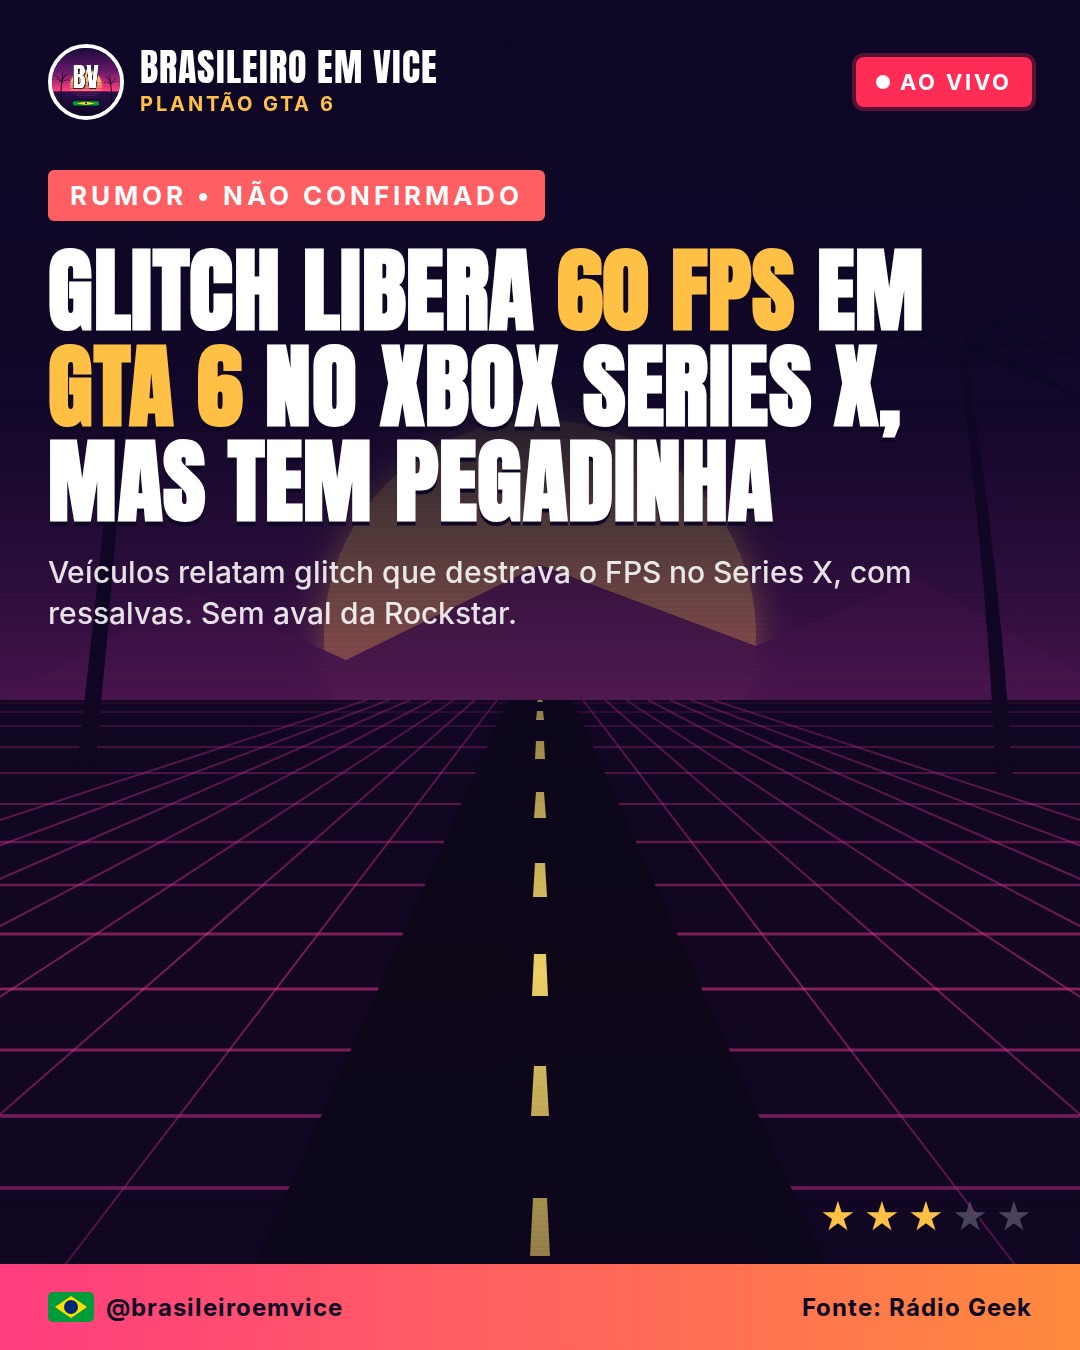 BV
BRASILEIRO EM VICE
PLANTÃO GTA 6
AO VIVO
RUMOR • NÃO CONFIRMADO
GLITCH LIBERA 60 FPS EM
GTA 6 NO XBOX SERIES X,
MAS TEM PEGADINHA
Veículos relatam glitch que destrava o FPS no Series X, com
ressalvas. Sem aval da Rockstar.
@brasileiroemvice
Fonte: Rádio Geek